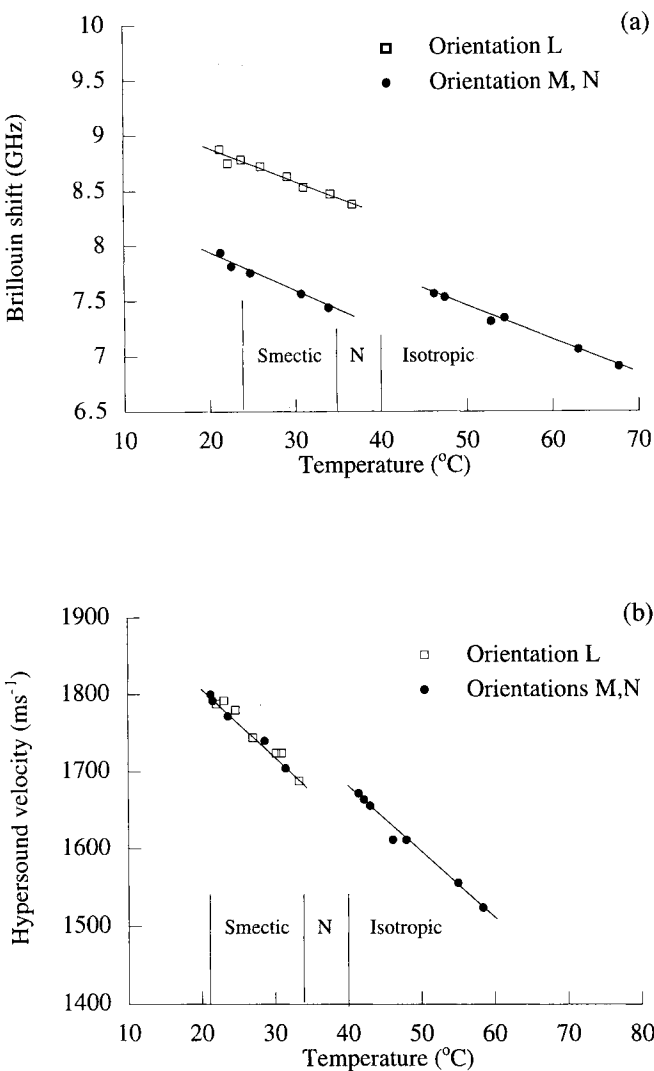 (a)
10
9.5
9
8.5
8
7.5
7
6.5
Brillouin shift (GHz)
Orientation L
Orientation M, N
Smectic
N
Isotropic
10 20 30 40 50 60 70
Temperature (°C)
(b)
1900
1800
1700
1600
1500
1400
Hypersound velocity (ms⁻¹)
Orientation L
Orientations M,N
Smectic
N
Isotropic
10 20 30 40 50 60 70 80
Temperature (°C)